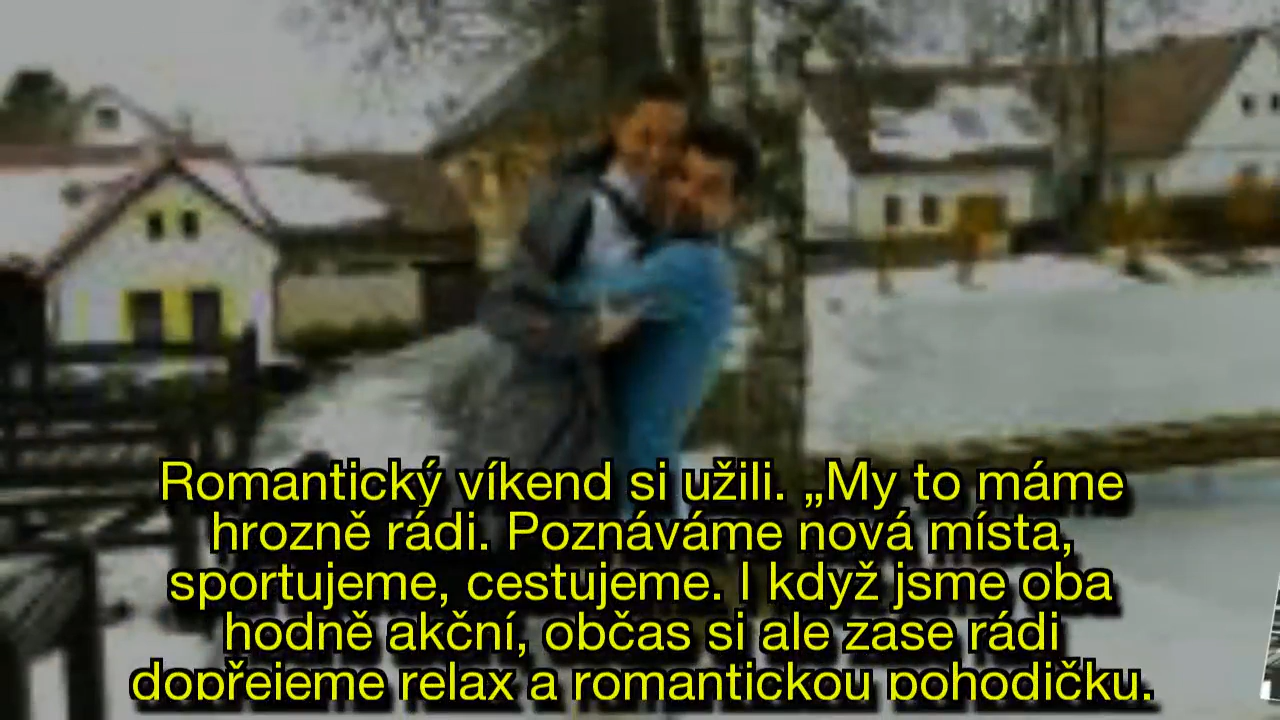 Romantický víkend si užili. „My to máme
hrozně rádi. Poznáváme nová místa,
sportujeme, cestujeme. I když jsme oba
hodně akční, občas si ale zase rádi
dopřejeme relax a romantickou pohodičku.